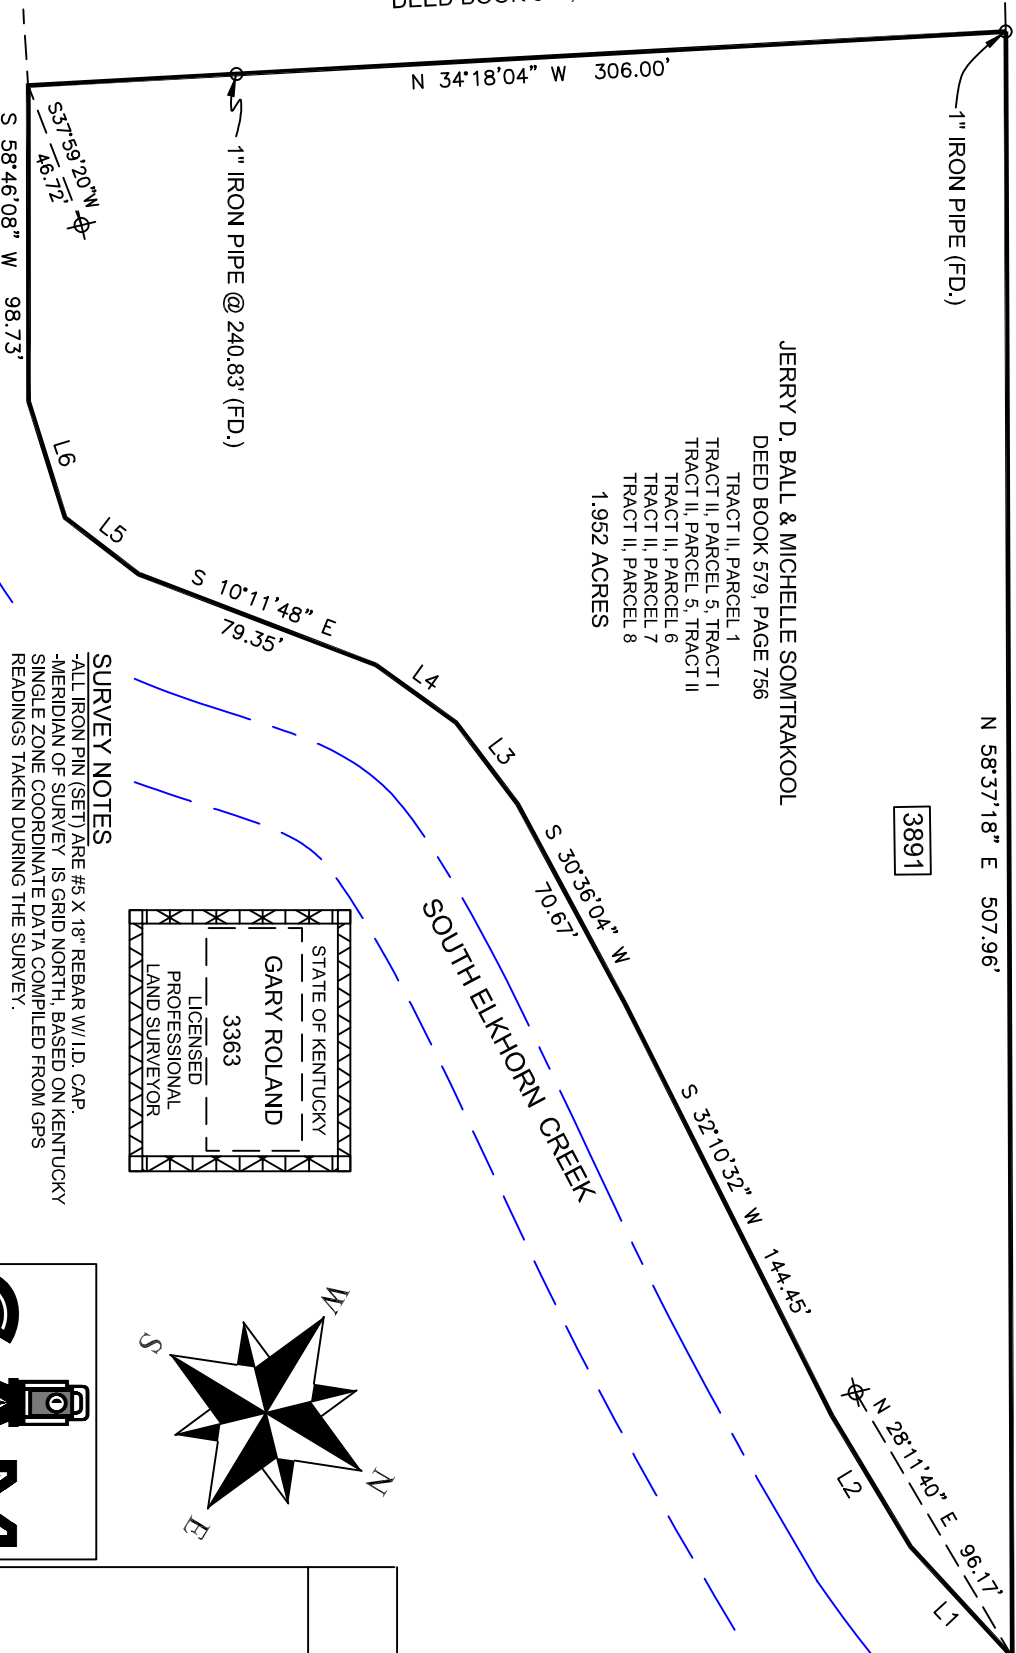 N 34°18'04" W 306.00'
1" IRON PIPE (FD.)
N 58°37'18" E 507.96'
3891
1" IRON PIPE @ 240.83' (FD.)
S37°59'20"W
46.72'
S 58°46'08" W 98.73'
JERRY D. BALL & MICHELLE SOMTRAKOOL
DEED BOOK 579, PAGE 756
TRACT II, PARCEL 1
TRACT II, PARCEL 5, TRACT I
TRACT II, PARCEL 5, TRACT II
TRACT II, PARCEL 6
TRACT II, PARCEL 7
TRACT II, PARCEL 8
1.952 ACRES
L6
L5
S 10°11'48" E
79.35'
L4
L3
S 30°36'04" W
70.67'
S 32°10'32" W 144.45'
N 28°11'40" E 96.17'
L2
L1
SOUTH ELKHORN CREEK
SURVEY NOTES
-ALL IRON PIN (SET) ARE #5 X 18" REBAR W/ I.D. CAP.
-MERIDIAN OF SURVEY IS GRID NORTH, BASED ON KENTUCKY
SINGLE ZONE COORDINATE DATA COMPILED FROM GPS
READINGS TAKEN DURING THE SURVEY.
STATE OF KENTUCKY
GARY ROLAND
3363
LICENSED
PROFESSIONAL
LAND SURVEYOR
W
N
S
E